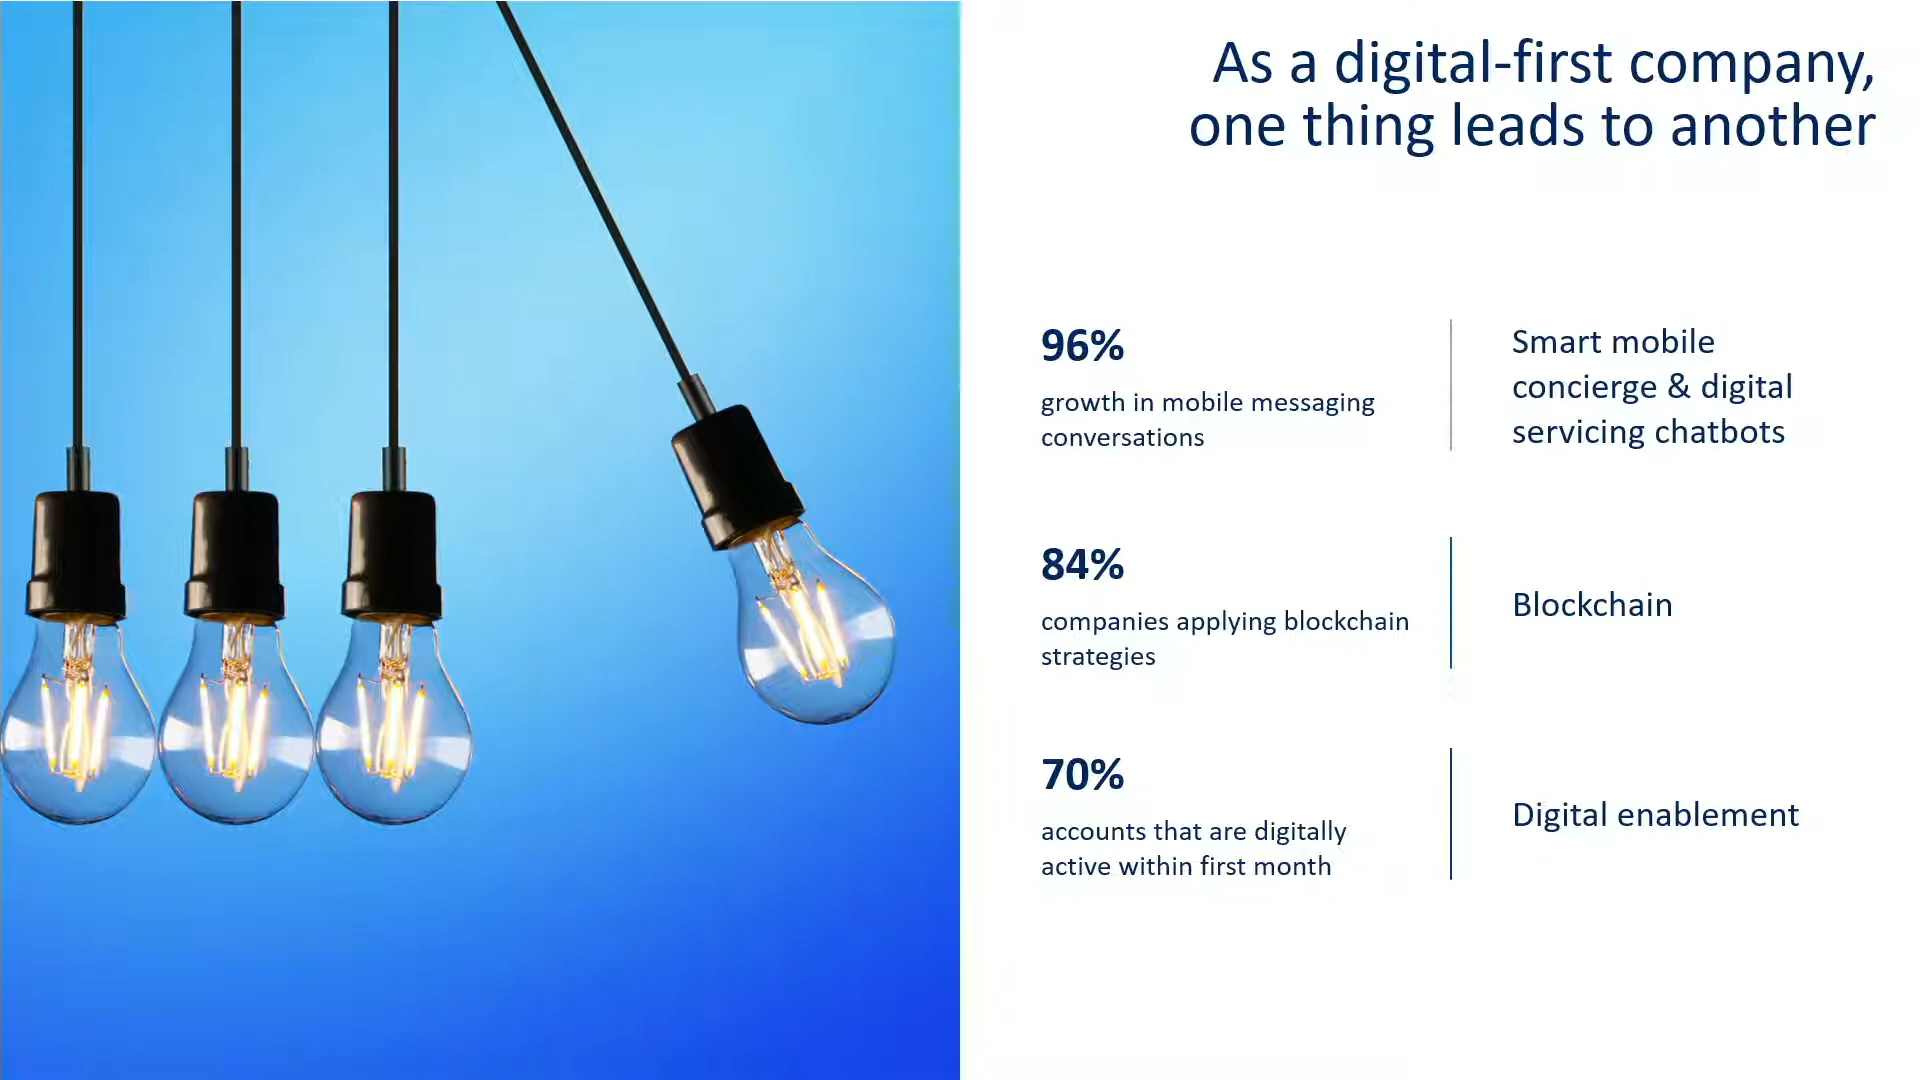 As a digital-first company,
one thing leads to another
96%
growth in mobile messaging
conversations
Smart mobile
concierge & digital
servicing chatbots
84%
companies applying blockchain
strategies
Blockchain
70%
accounts that are digitally
active within first month
Digital enablement